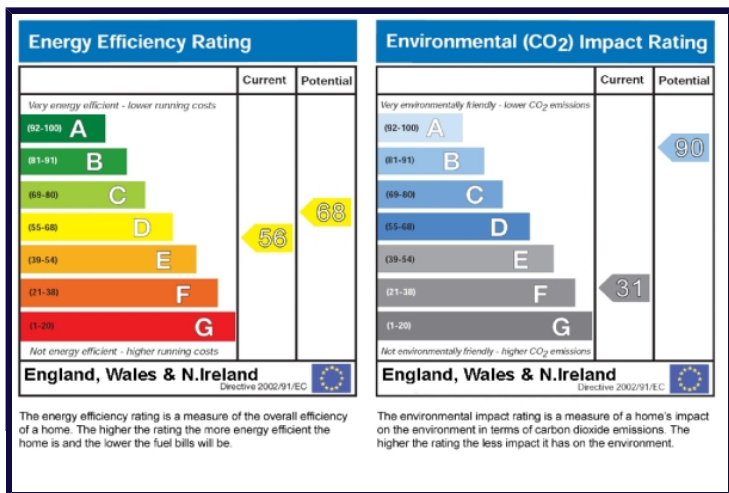 Energy Efficiency Rating
Current Potential
Very energy efficient - lower running costs
(92-100) A
(81-91) B
(69-80) C
(55-68) D
(39-54) E
(21-38) F
(1-20) G
56
68
Not energy efficient - higher running costs
England, Wales & N.Ireland
Directive 2002/91/EC
The energy efficiency rating is a measure of the overall efficiency
of a home. The higher the rating the more energy efficient the
home is and the lower the fuel bills will be.
Environmental (CO2) Impact Rating
Current Potential
Very environmentally friendly - lower CO2 emissions
(92-100) A
(81-91) B
(69-80) C
(55-68) D
(39-54) E
(21-38) F
(1-20) G
31
90
Not environmentally friendly - higher CO2 emissions
England, Wales & N.Ireland
Directive 2002/91/EC
The environmental impact rating is a measure of a home's impact
on the environment in terms of carbon dioxide emissions. The
higher the rating the less impact it has on the environment.